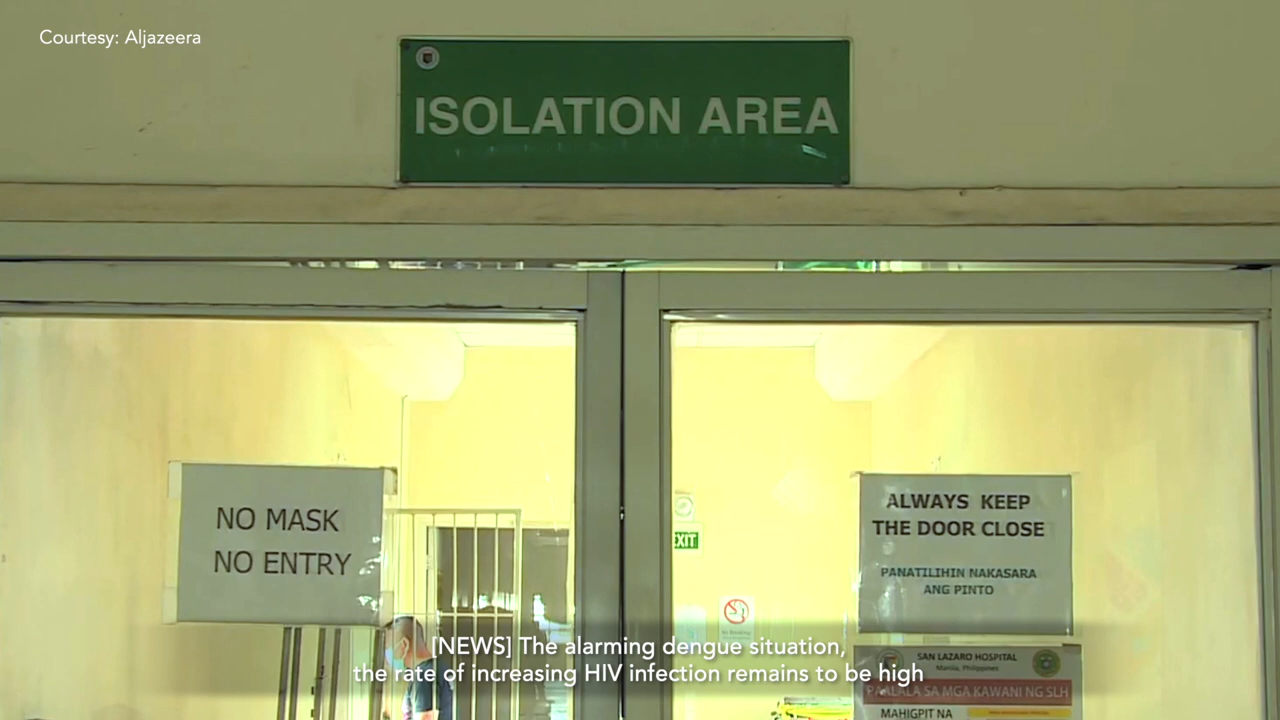 Courtesy: Aljazeera
ISOLATION AREA
NO MASK
NO ENTRY
ALWAYS KEEP
THE DOOR CLOSE
PANATILIHIN NAKASARA
ANG PINTO
EXIT
[NEWS] The alarming dengue situation,
the rate of increasing HIV infection remains to be high
SAN LAZARO HOSPITAL
Manila, Philippines
PAALALA SA MGA KAWANI NG SLH
MAHIGPIT NA